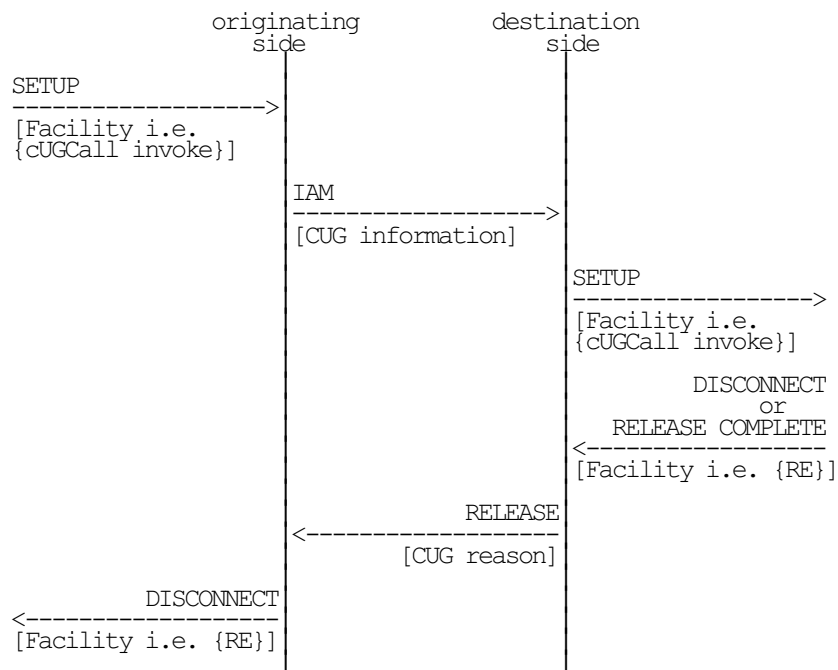 originating
side
destination
side
SETUP
[Facility i.e.
{cUGCall invoke}]
IAM
[CUG information]
SETUP
[Facility i.e.
{cUGCall invoke}]
DISCONNECT
or
RELEASE COMPLETE
[Facility i.e. {RE}]
RELEASE
[CUG reason]
DISCONNECT
[Facility i.e. {RE}]